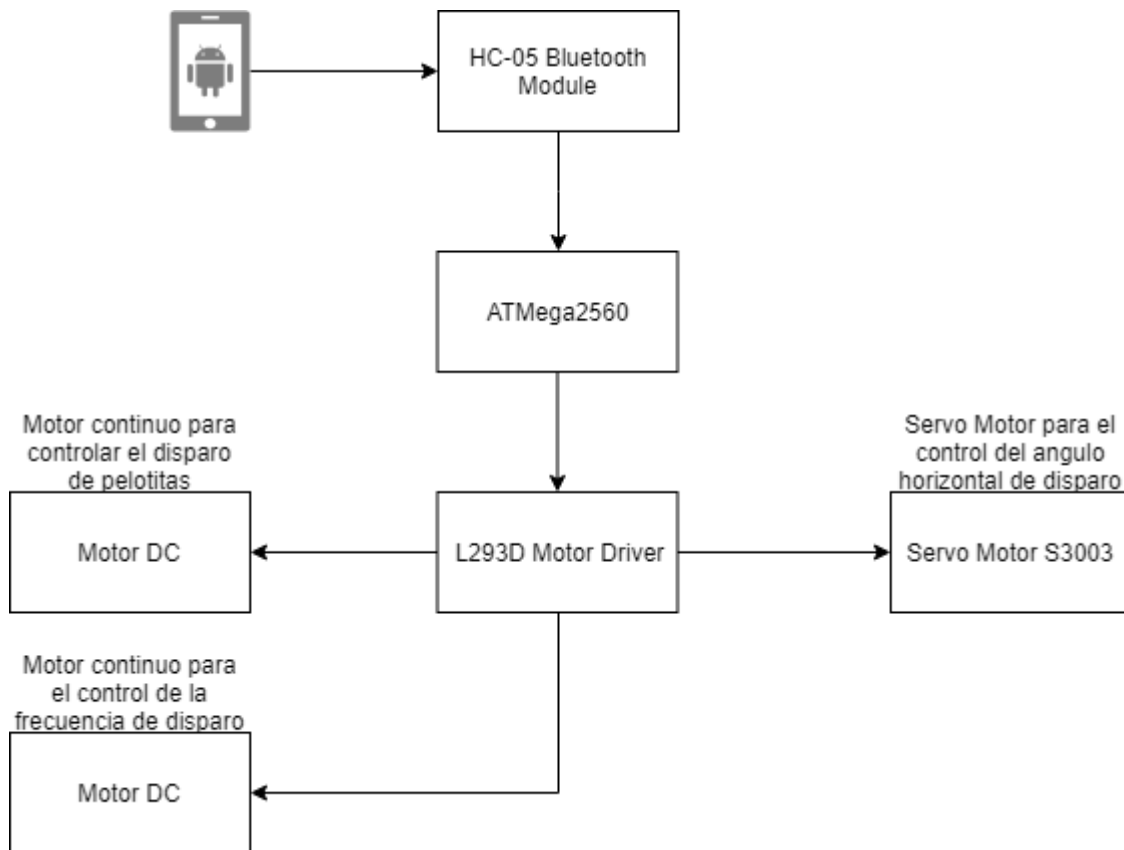 HC-05 Bluetooth
Module
ATMega2560
Motor continuo para
controlar el disparo
de pelotitas
Motor DC
L293D Motor Driver
Servo Motor para el
control del angulo
horizontal de disparo
Servo Motor S3003
Motor continuo para
el control de la
frecuencia de disparo
Motor DC